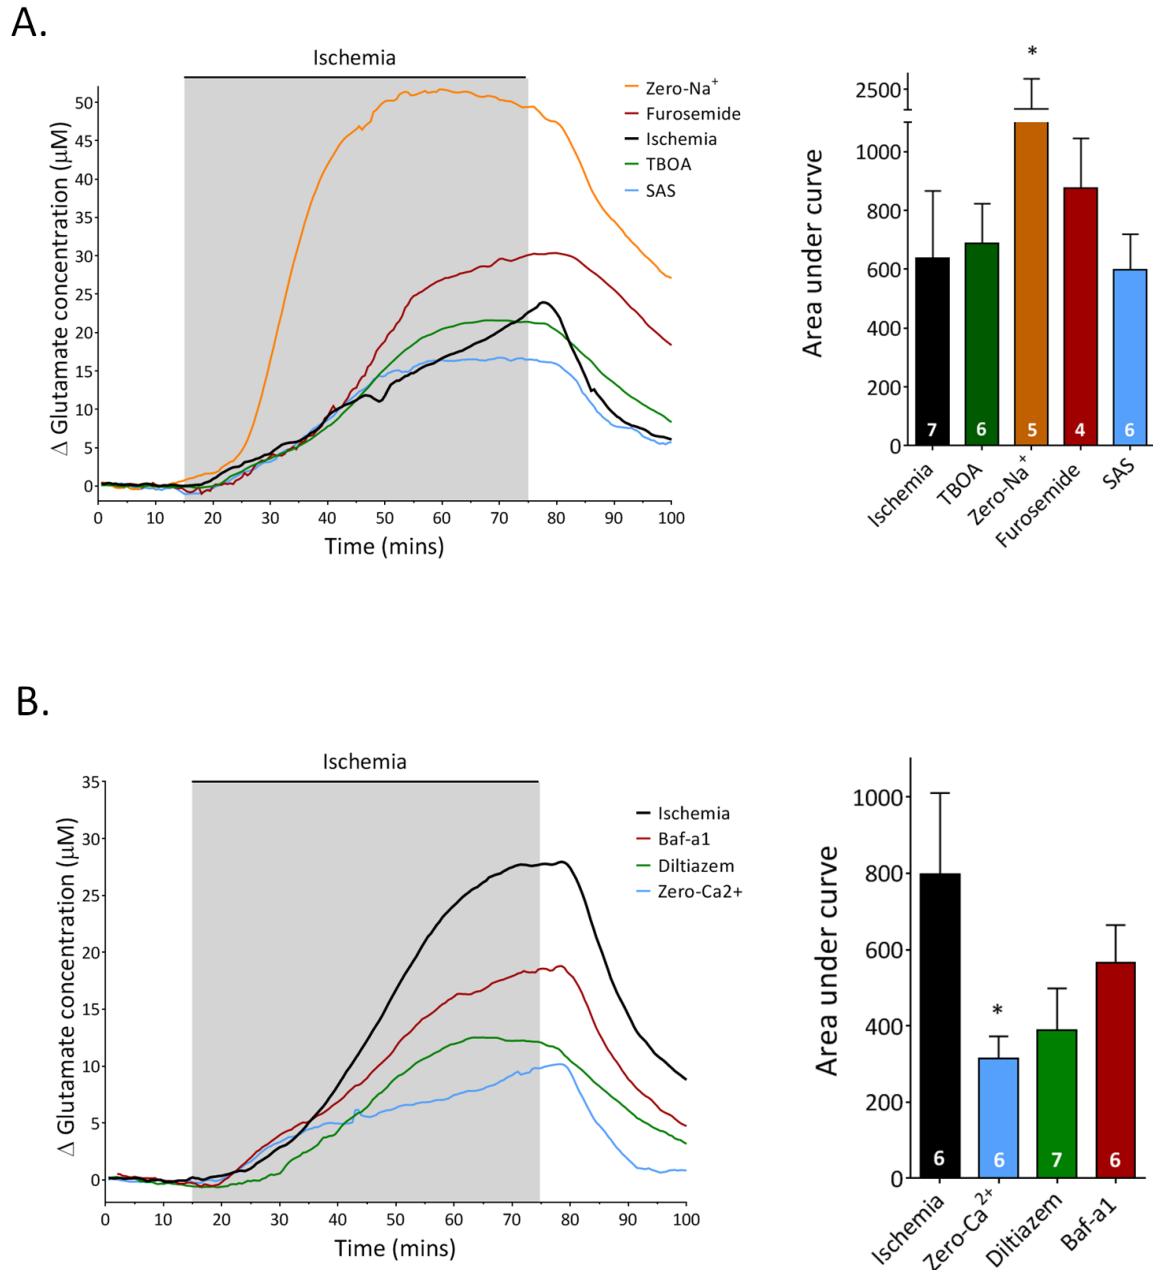 A.
Ischemia
Zero-Na⁺
Furosemide
Ischemia
TBOA
SAS
Δ Glutamate concentration (μM)
50
45
40
35
30
25
20
15
10
5
0
0 10 20 30 40 50 60 70 80 90 100
Time (mins)
*
Area under curve
2500
1000
800
600
400
200
0
7 6 5 4 6
Ischemia TBOA Zero-Na⁺ Furosemide SAS
B.
Ischemia
Ischemia
Baf-a1
Diltiazem
Zero-Ca2+
Δ Glutamate concentration (μM)
35
30
25
20
15
10
5
0
0 10 20 30 40 50 60 70 80 90 100
Time (mins)
Area under curve
1000
800
600
400
200
0
*
6 6 7 6
Ischemia Zero-Ca²⁺ Diltiazem Baf-a1